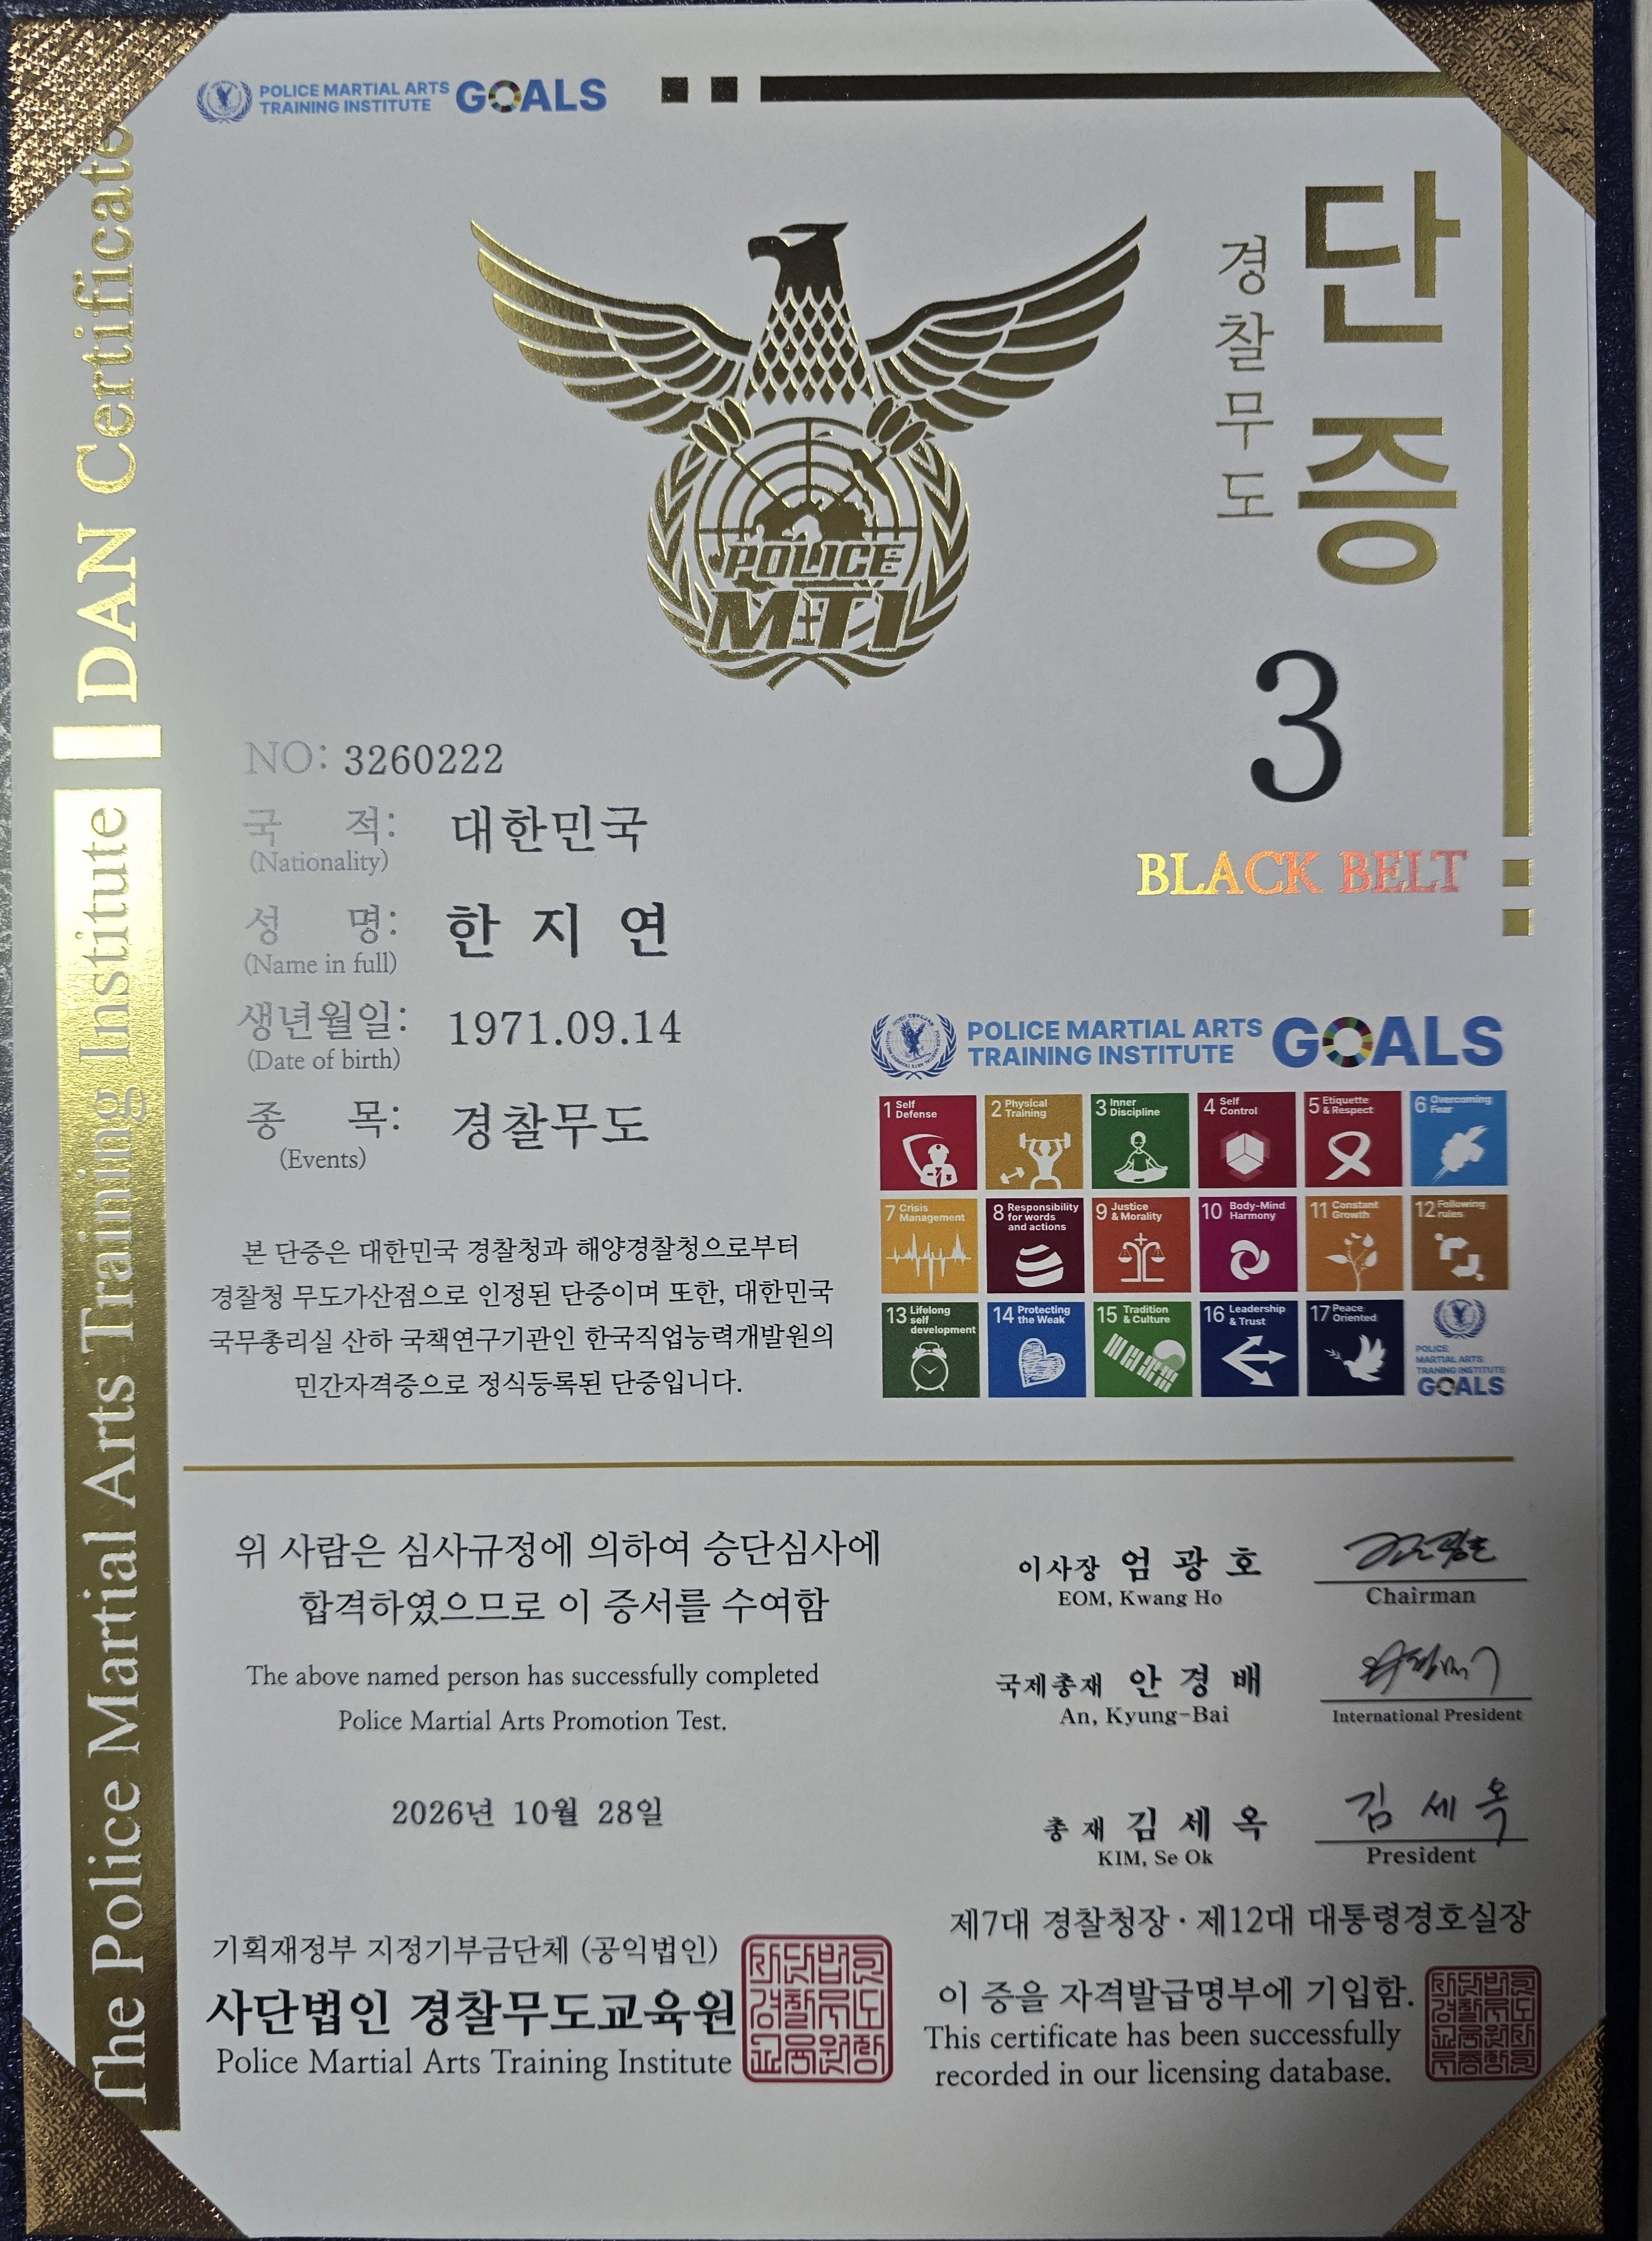 POLICE MARTIAL ARTS
TRAINING INSTITUTE
GOALS
The Police Martial Arts Training Institute
DAN Certificate
단증
경찰무도
3
BLACK BELT
POLICE
MTI
NO: 3260222
국 적: 대한민국
(Nationality)
성 명: 한 지 연
(Name in full)
생년월일: 1971.09.14
(Date of birth)
종 목: 경찰무도
(Events)
본 단증은 대한민국 경찰청과 해양경찰청으로부터
경찰청 무도가산점으로 인정된 단증이며 또한, 대한민국
국무총리실 산하 국책연구기관인 한국직업능력개발원의
민간자격증으로 정식등록된 단증입니다.
POLICE MARTIAL ARTS
TRAINING INSTITUTE
GOALS
1 Self
Defense
2 Physical
Training
3 Inner
Discipline
4 Self
Control
5 Etiquette
& Respect
6 Overcoming
Fear
7 Crisis
Management
8 Responsibility
for words
and actions
9 Justice
& Morality
10 Body-Mind
Harmony
11 Constant
Growth
12 Following
rules
13 Lifelong
self
development
14 Protecting
the Weak
15 Tradition
& Culture
16 Leadership
& Trust
17 Peace
Oriented
POLICE
MARTIAL ARTS
TRANING INSTITUTE
GOALS
위 사람은 심사규정에 의하여 승단심사에
합격하였으므로 이 증서를 수여함
The above named person has successfully completed
Police Martial Arts Promotion Test.
2026년 10월 28일
이사장 엄 광 호
EOM, Kwang Ho
Chairman
국제총재 안 경 배
An, Kyung-Bai
International President
총 재 김 세 옥
KIM, Se Ok
김 세 옥
President
제7대 경찰청장 · 제12대 대통령경호실장
기획재정부 지정기부금단체 (공익법인)
사단법인 경찰무도교육원
Police Martial Arts Training Institute
이 증을 자격발급명부에 기입함.
This certificate has been successfully
recorded in our licensing database.